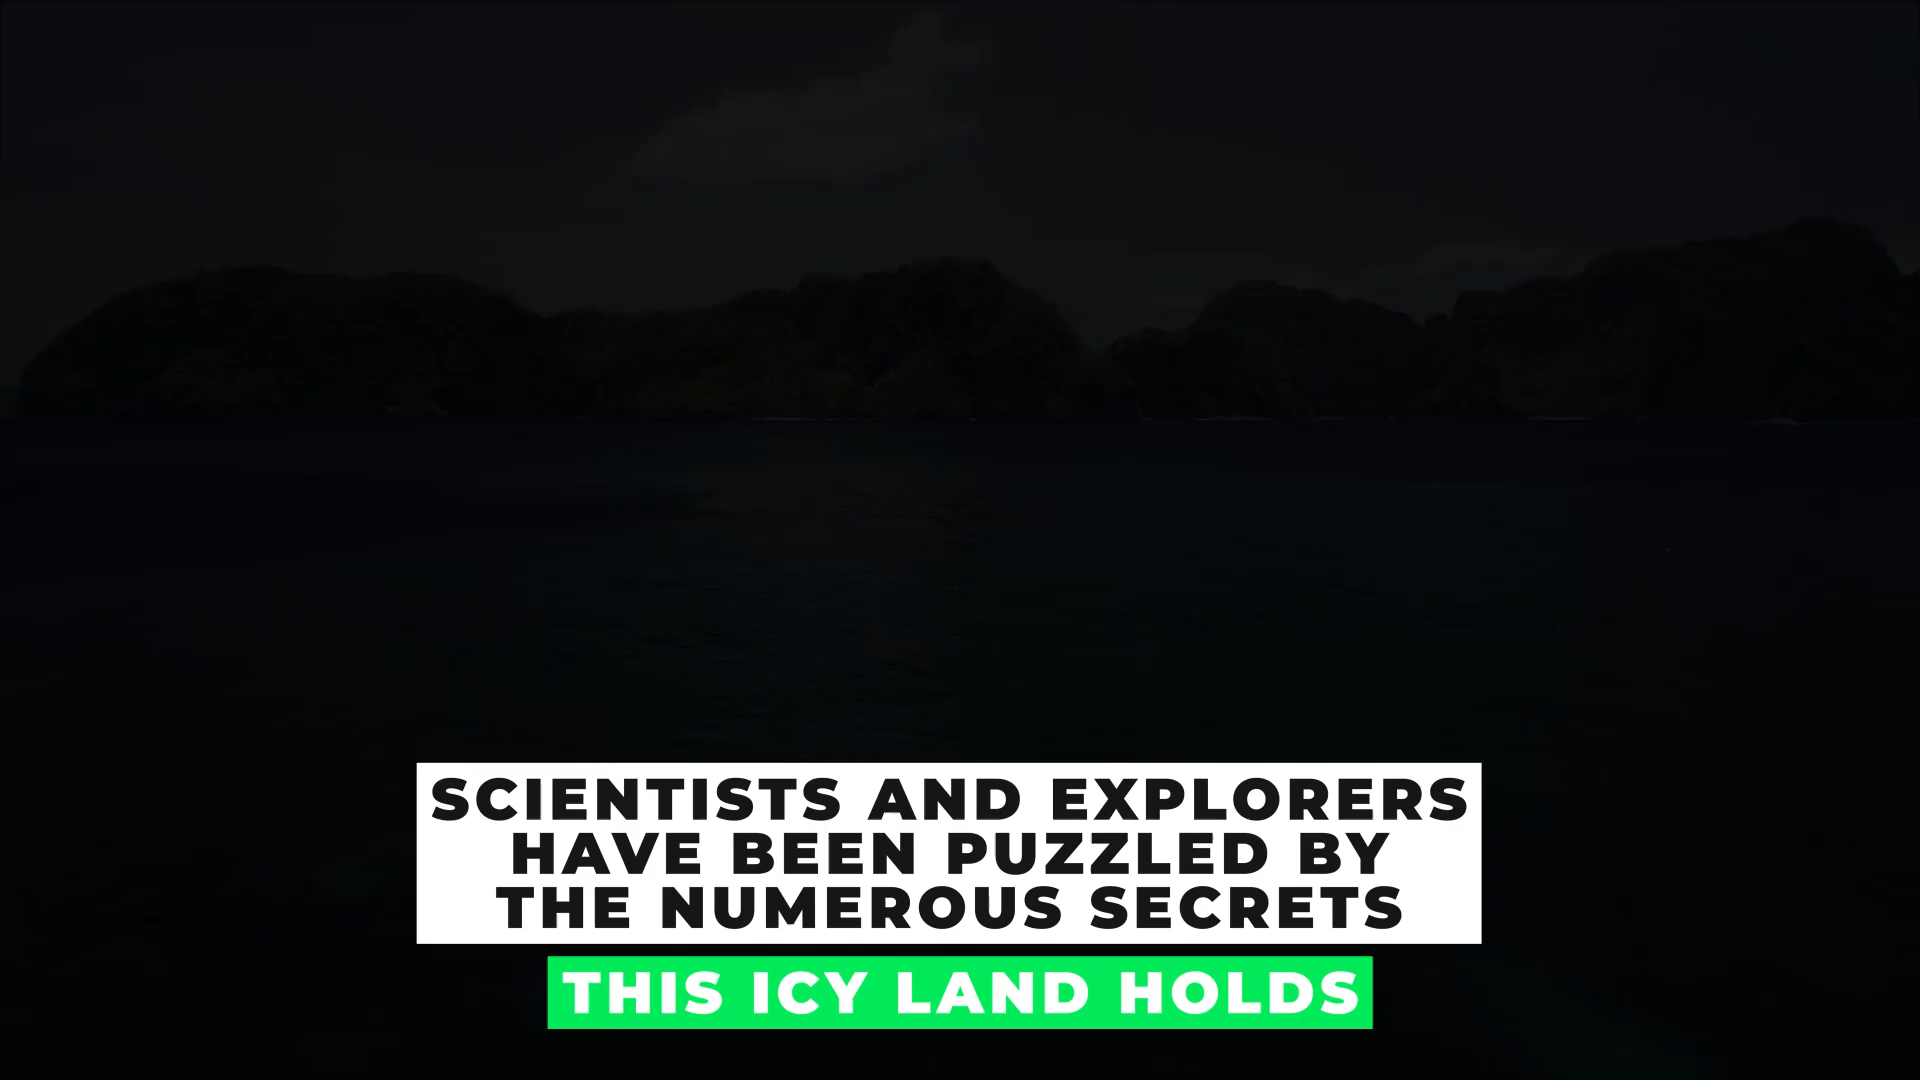 SCIENTISTS AND EXPLORERS
HAVE BEEN PUZZLED BY
THE NUMEROUS SECRETS
THIS ICY LAND HOLDS